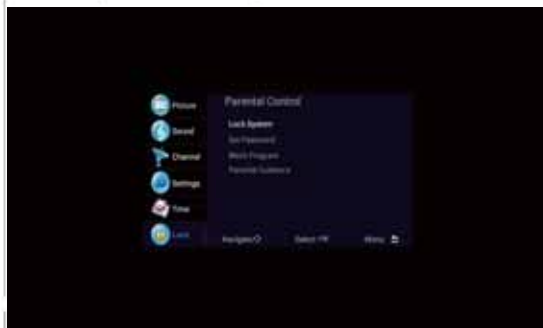 Picture
Sound
Channel
Settings
Time
Lock
Parental Control
Lock System
Set Password
Block Program
Parental Guidance
Navigate
Select
Menu